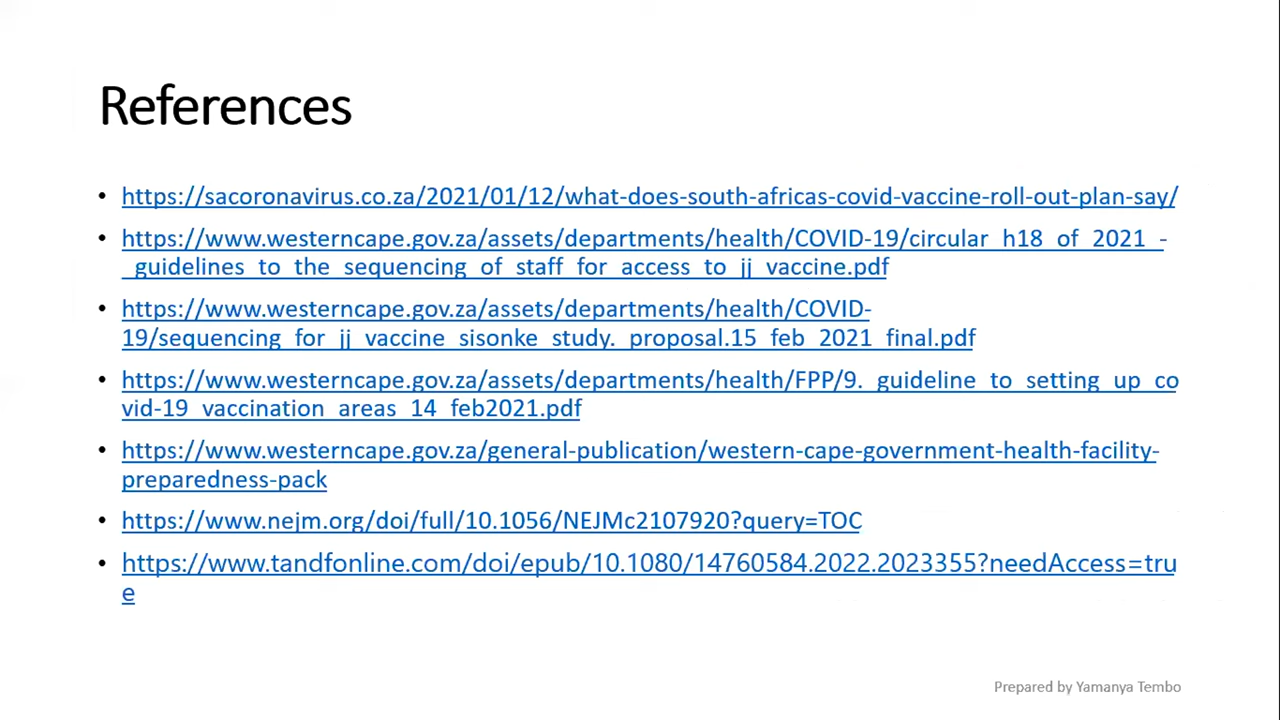 References
• https://sacoronavirus.co.za/2021/01/12/what-does-south-africas-covid-vaccine-roll-out-plan-say/
• https://www.westerncape.gov.za/assets/departments/health/COVID-19/circular_h18_of_2021_-
_guidelines_to_the_sequencing_of_staff_for_access_to_jj_vaccine.pdf
• https://www.westerncape.gov.za/assets/departments/health/COVID-
19/sequencing_for_jj_vaccine_sisonke_study._proposal.15_feb_2021_final.pdf
• https://www.westerncape.gov.za/assets/departments/health/FPP/9._guideline_to_setting_up_co
vid-19_vaccination_areas_14_feb2021.pdf
• https://www.westerncape.gov.za/general-publication/western-cape-government-health-facility-
preparedness-pack
• https://www.nejm.org/doi/full/10.1056/NEJMc2107920?query=TOC
• https://www.tandfonline.com/doi/epub/10.1080/14760584.2022.2023355?needAccess=tru
e
Prepared by Yamanya Tembo